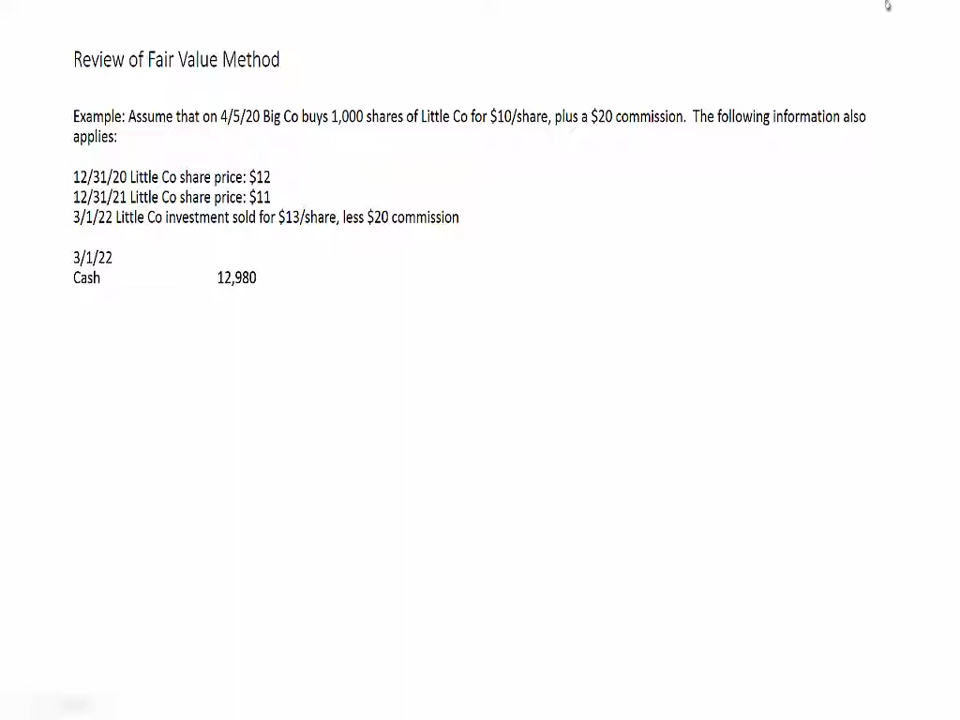 Review of Fair Value Method
Example: Assume that on 4/5/20 Big Co buys 1,000 shares of Little Co for $10/share, plus a $20 commission. The following information also
applies:
12/31/20 Little Co share price: $12
12/31/21 Little Co share price: $11
3/1/22 Little Co investment sold for $13/share, less $20 commission
3/1/22
Cash 12,980